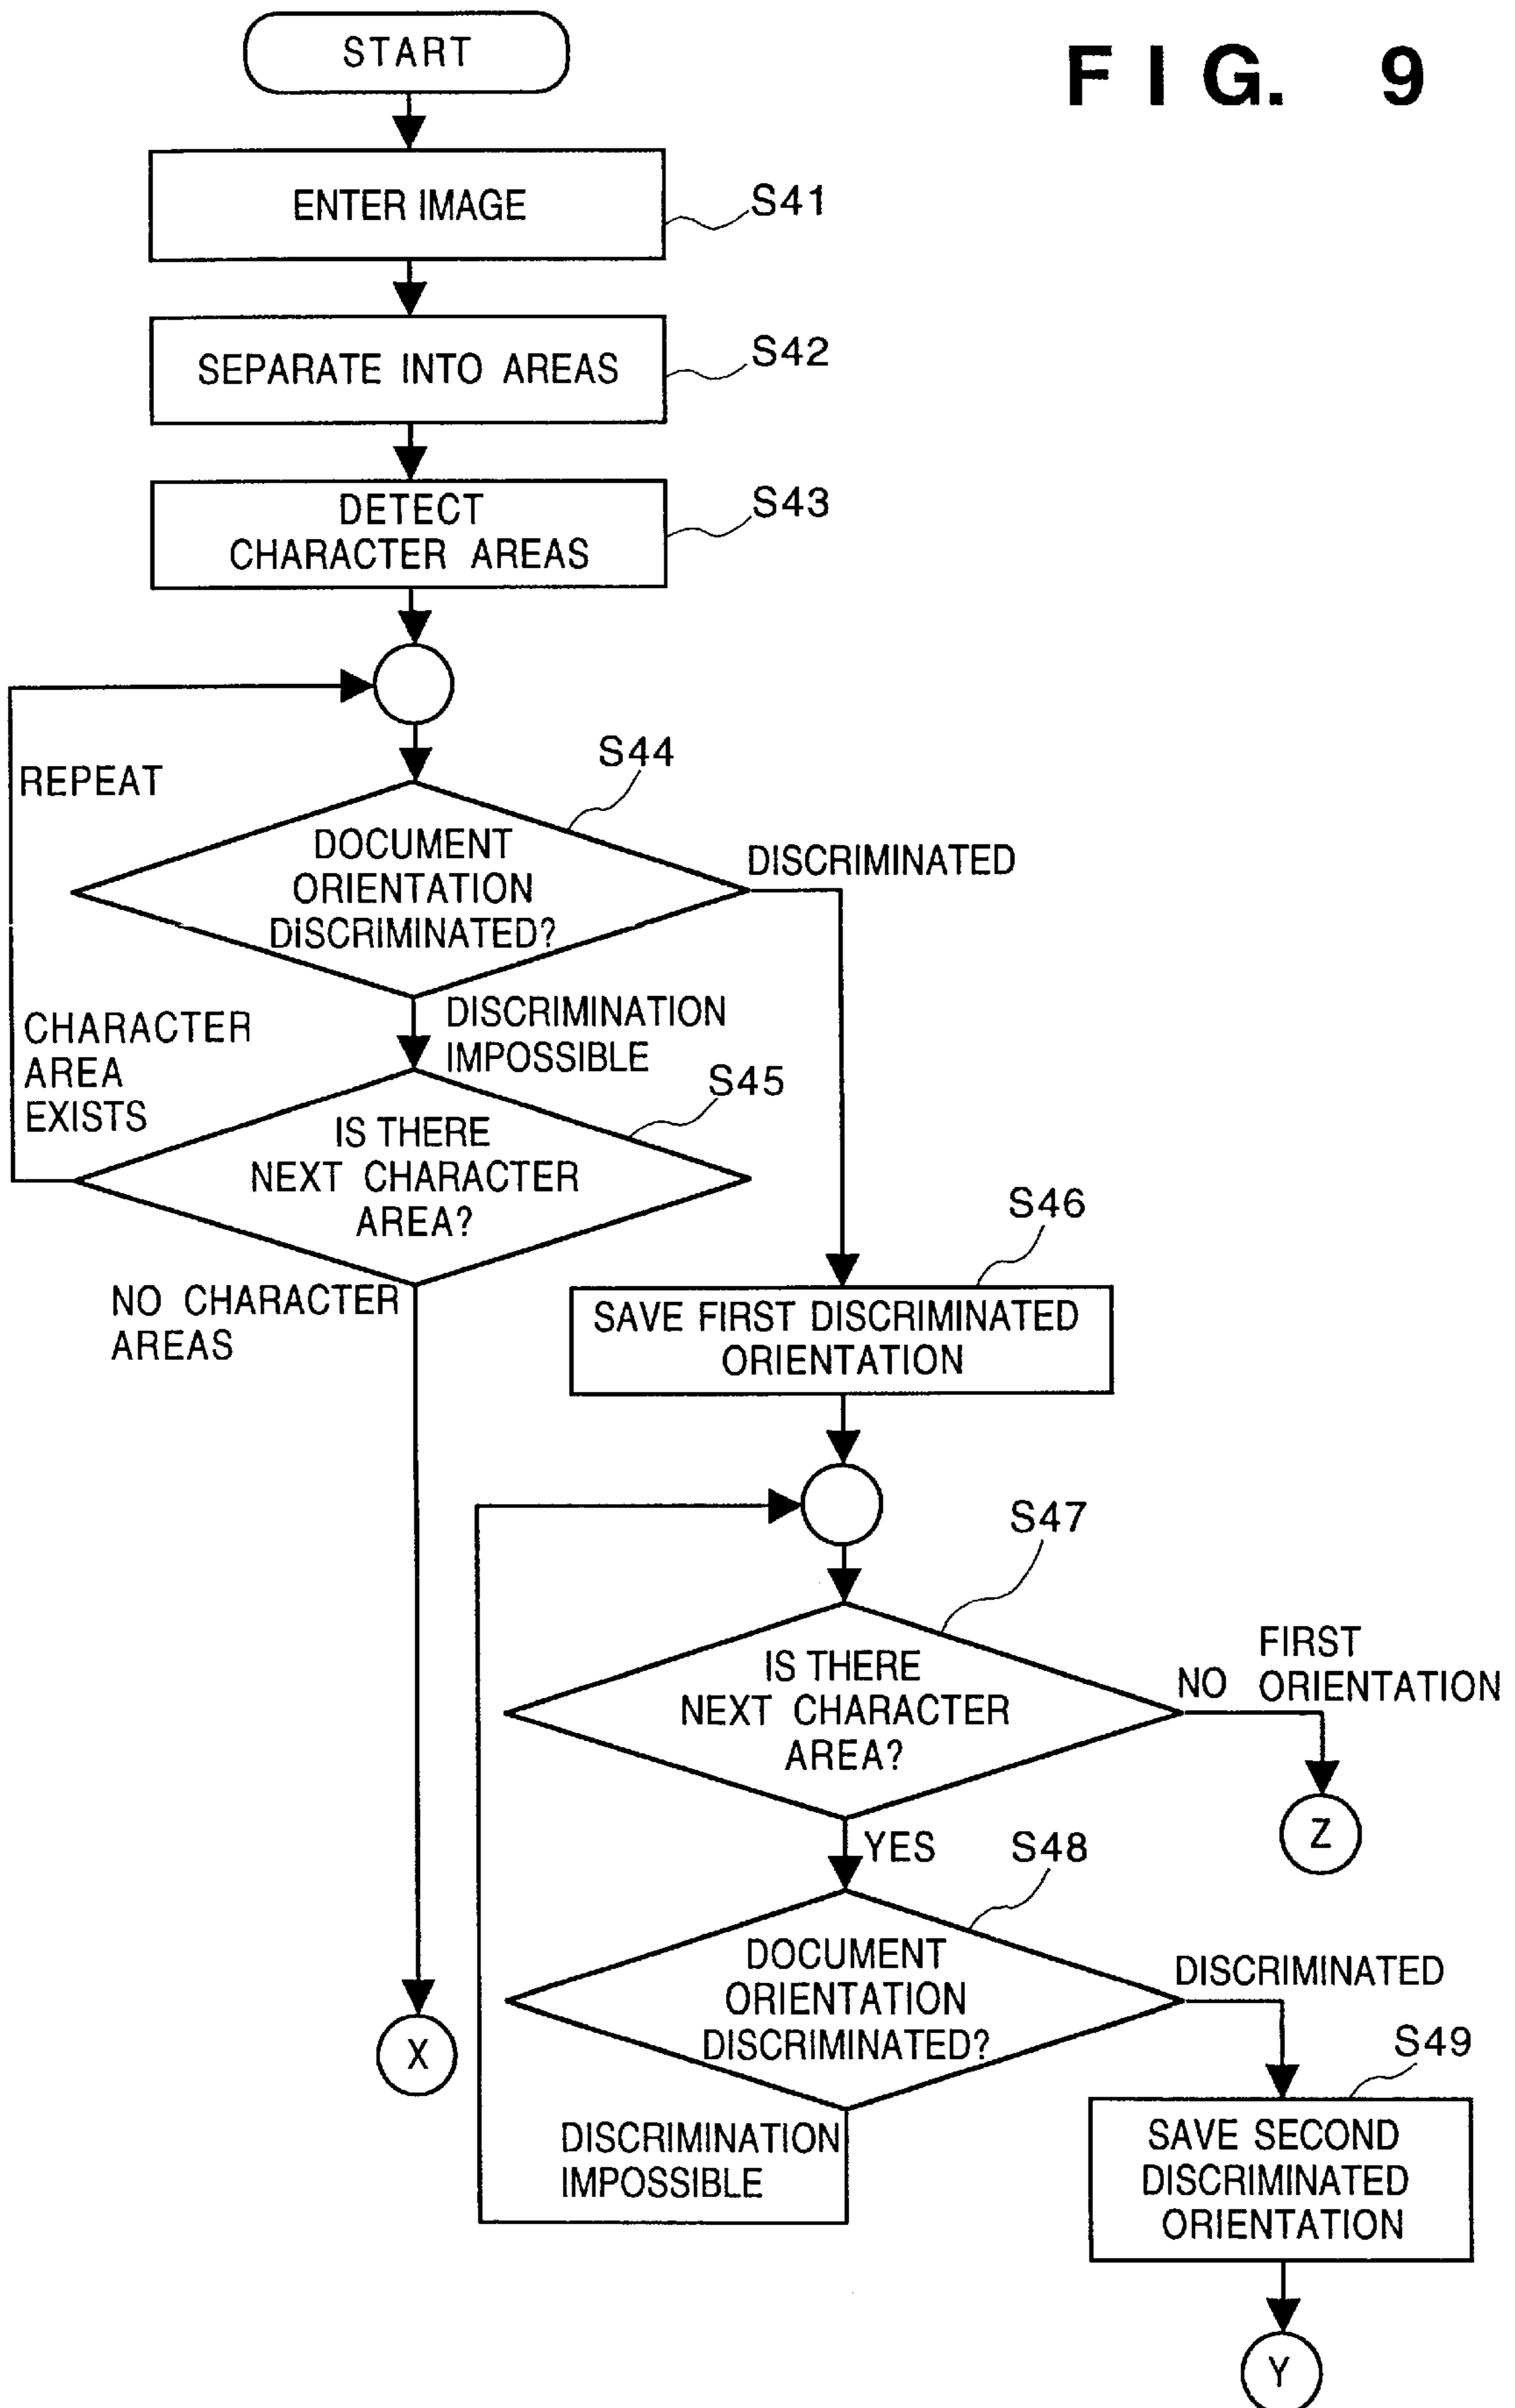 START
FIG. 9
ENTER IMAGE
S41
SEPARATE INTO AREAS
S42
DETECT
CHARACTER AREAS
S43
REPEAT
S44
DOCUMENT
ORIENTATION
DISCRIMINATED?
DISCRIMINATED
CHARACTER
AREA
EXISTS
DISCRIMINATION
IMPOSSIBLE
S45
IS THERE
NEXT CHARACTER
AREA?
NO CHARACTER
AREAS
S46
SAVE FIRST DISCRIMINATED
ORIENTATION
S47
IS THERE
NEXT CHARACTER
AREA?
NO
FIRST
ORIENTATION
Z
YES
S48
DOCUMENT
ORIENTATION
DISCRIMINATED?
DISCRIMINATED
X
S49
DISCRIMINATION
IMPOSSIBLE
SAVE SECOND
DISCRIMINATED
ORIENTATION
Y